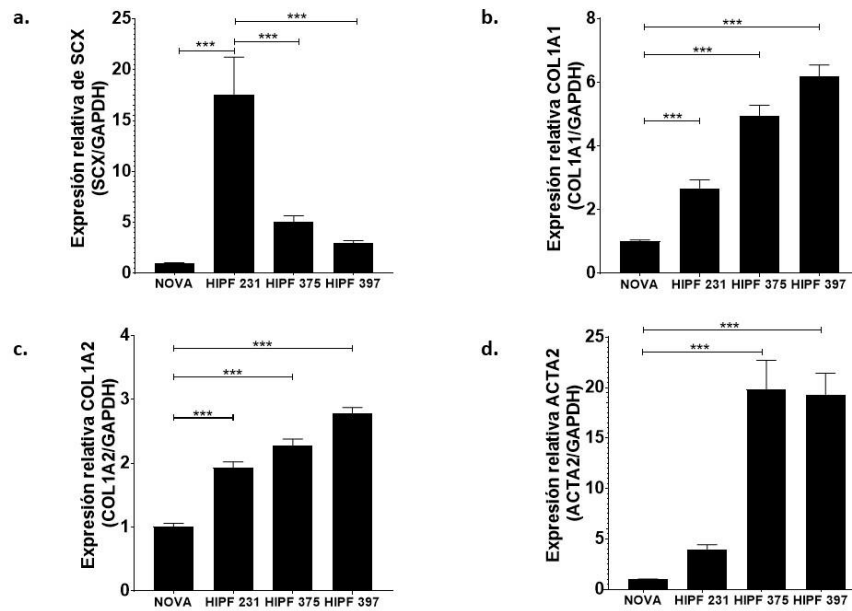 a.
Expresión relativa de SCX
(SCX/GAPDH)
25
20
15
10
5
0
***
***
***
NOVA HIPF 231 HIPF 375 HIPF 397
b.
Expresión relativa COL1A1
(COL1A1/GAPDH)
8
6
4
2
0
***
***
***
NOVA HIPF 231 HIPF 375 HIPF 397
c.
Expresión relativa COL1A2
(COL1A2/GAPDH)
4
3
2
1
0
***
***
***
NOVA HIPF 231 HIPF 375 HIPF 397
d.
Expresión relativa ACTA2
(ACTA2/GAPDH)
25
20
15
10
5
0
***
***
NOVA HIPF 231 HIPF 375 HIPF 397